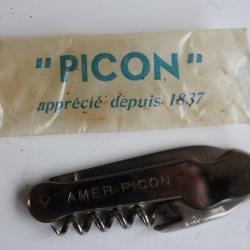 "PICON"
apprécié depuis 1837
AMER PICON